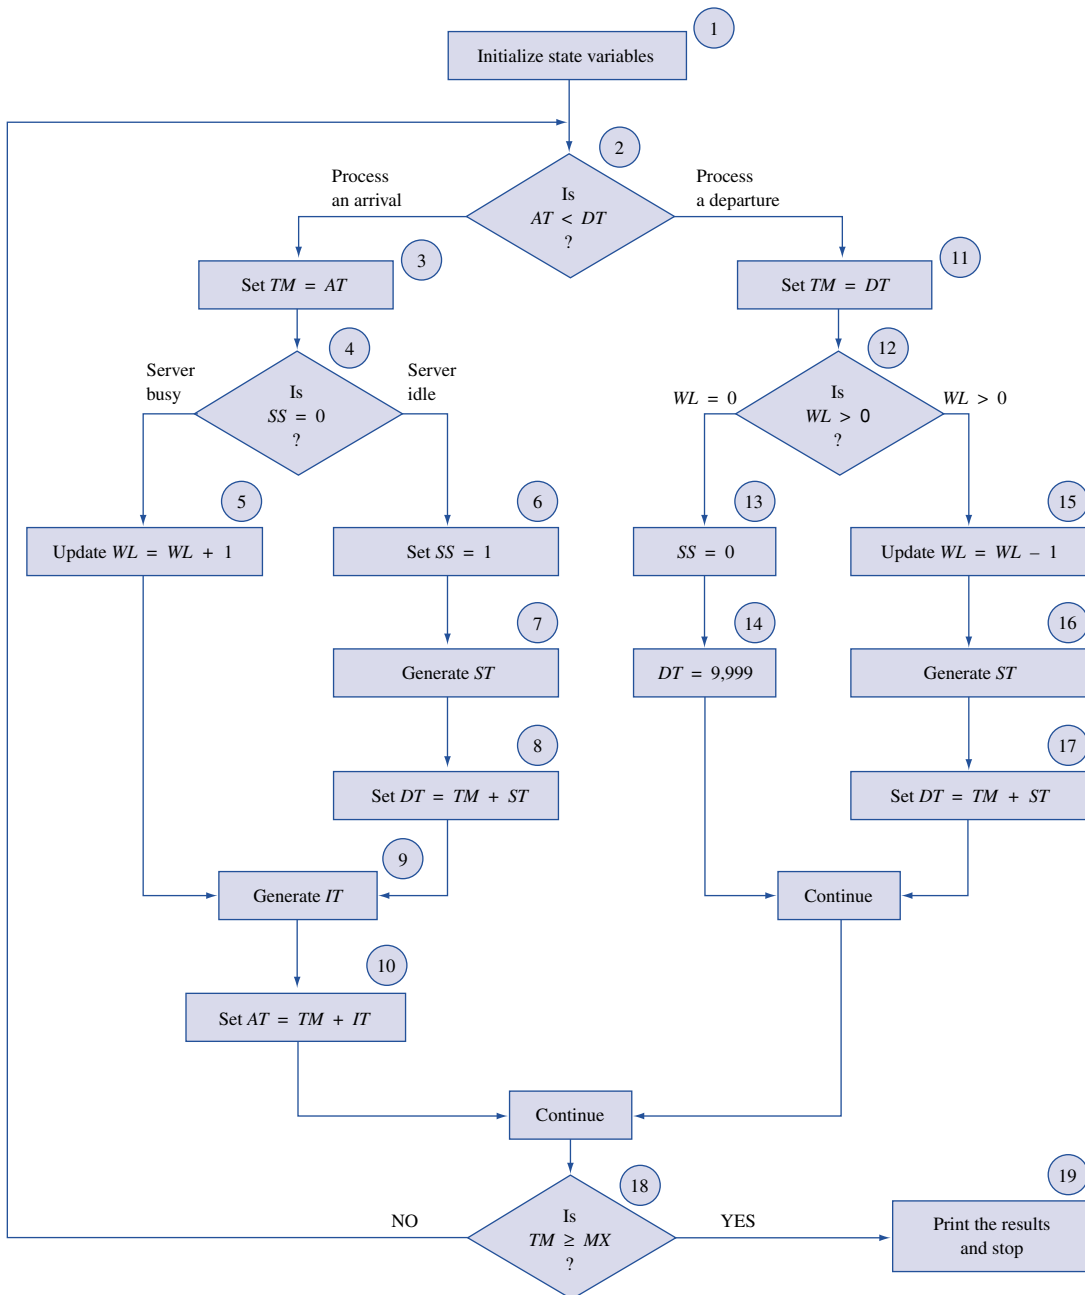 1
Initialize state variables
2
Process
an arrival
Is
AT < DT
?
Process
a departure
3
Set TM = AT
11
Set TM = DT
4
Server
busy
Is
SS = 0
?
Server
idle
12
WL = 0
Is
WL > 0
?
WL > 0
5
Update WL = WL + 1
6
Set SS = 1
13
SS = 0
15
Update WL = WL – 1
7
Generate ST
14
DT = 9,999
16
Generate ST
8
Set DT = TM + ST
17
Set DT = TM + ST
9
Generate IT
Continue
10
Set AT = TM + IT
Continue
18
NO
Is
TM ≥ MX
?
YES
19
Print the results
and stop